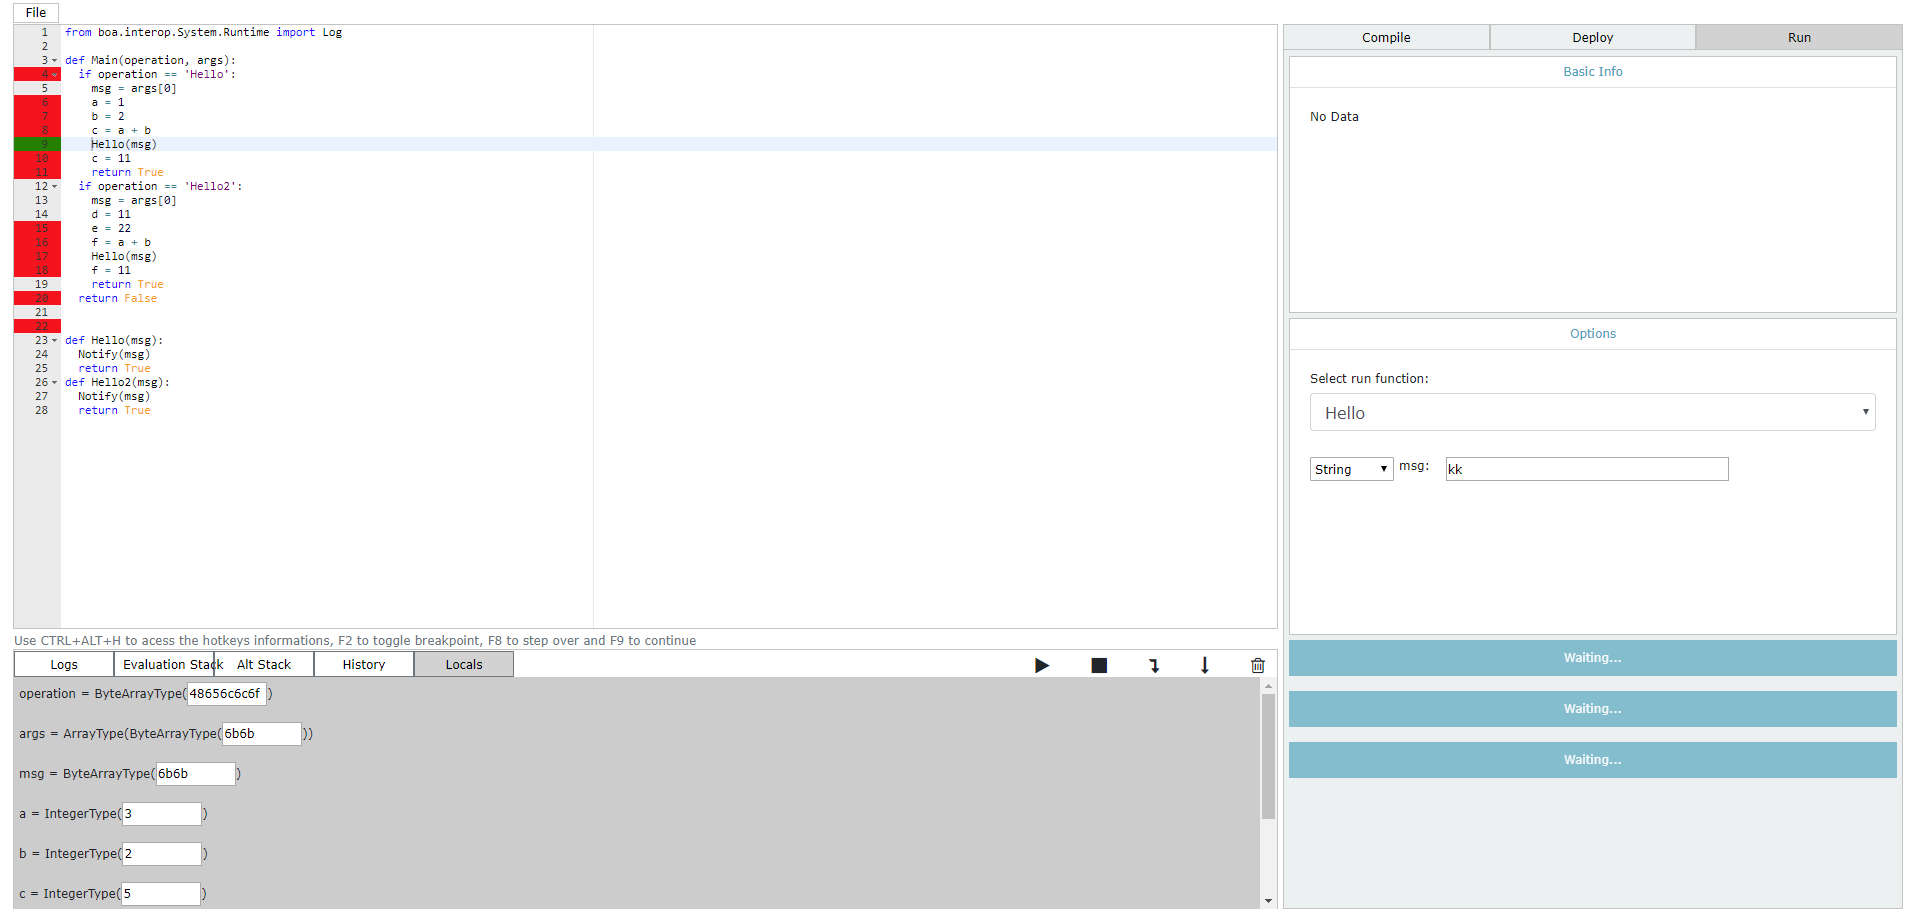 File
1 from boa.interop.System.Runtime import Log
2
3 def Main(operation, args):
4 if operation == 'Hello':
5 msg = args[0]
6 a = 1
7 b = 2
8 c = a + b
9 Hello(msg)
10 c = 11
11 return True
12 if operation == 'Hello2':
13 msg = args[0]
14 d = 11
15 e = 22
16 f = a + b
17 Hello(msg)
18 f = 11
19 return True
20 return False
21
22
23 def Hello(msg):
24 Notify(msg)
25 return True
26 def Hello2(msg):
27 Notify(msg)
28 return True
Use CTRL+ALT+H to acess the hotkeys informations, F2 to toggle breakpoint, F8 to step over and F9 to continue
Logs Evaluation Stack Alt Stack History Locals
operation = ByteArrayType(48656c6c6f)
args = ArrayType(ByteArrayType(6b6b))
msg = ByteArrayType(6b6b)
a = IntegerType(3)
b = IntegerType(2)
c = IntegerType(5)
Compile Deploy Run
Basic Info
No Data
Options
Select run function:
Hello
String msg: kk
Waiting...
Waiting...
Waiting...